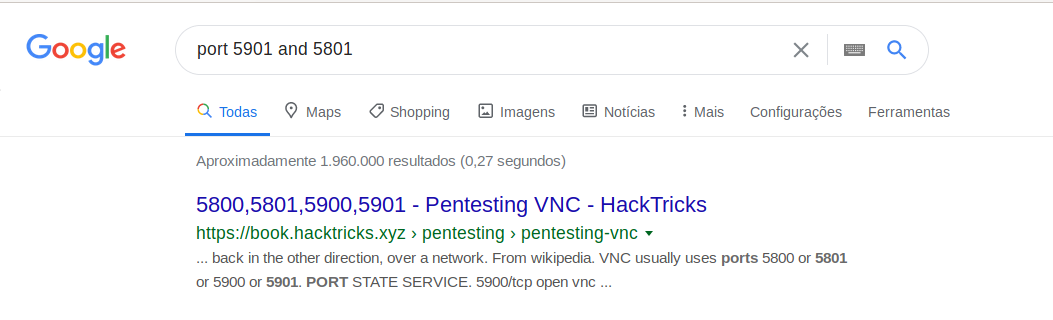 Google
port 5901 and 5801
Todas Maps Shopping Imagens Notícias Mais Configurações Ferramentas
Aproximadamente 1.960.000 resultados (0,27 segundos)
5800,5801,5900,5901 - Pentesting VNC - HackTricks
https://book.hacktricks.xyz › pentesting › pentesting-vnc
... back in the other direction, over a network. From wikipedia. VNC usually uses ports 5800 or 5801
or 5900 or 5901. PORT STATE SERVICE. 5900/tcp open vnc ...